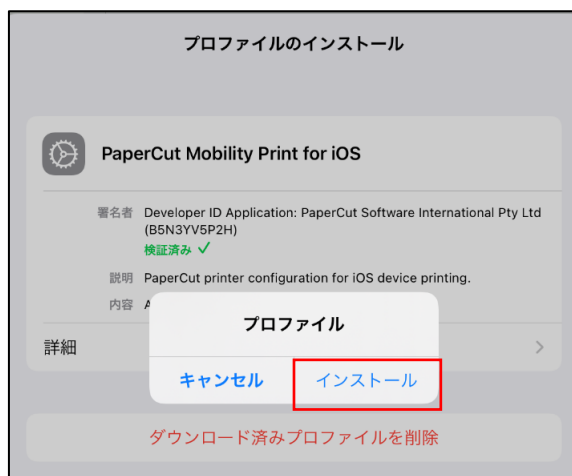 プロファイルのインストール
PaperCut Mobility Print for iOS
署名者 Developer ID Application: PaperCut Software International Pty Ltd
(B5N3YV5P2H)
検証済み ✓
説明 PaperCut printer configuration for iOS device printing.
内容
プロファイル
詳細
キャンセル インストール
ダウンロード済みプロファイルを削除